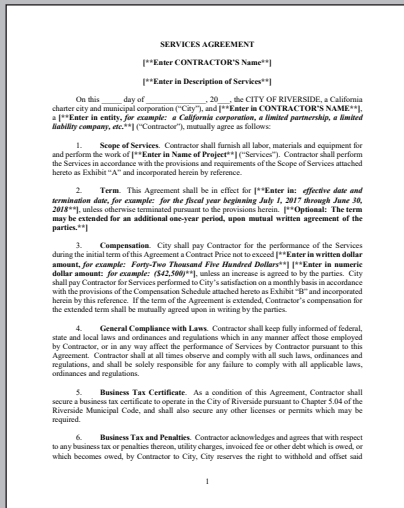 SERVICES AGREEMENT
[**Enter CONTRACTOR'S Name**]
[**Enter in Description of Services**]
On this _____ day of ____________________, 20___, the CITY OF RIVERSIDE, a California
charter city and municipal corporation ("City"), and [**Enter in CONTRACTOR'S NAME**],
a [**Enter in entity, for example: a California corporation, a limited partnership, a limited
liability company, etc.**] ("Contractor"), mutually agree as follows:
1. Scope of Services. Contractor shall furnish all labor, materials and equipment for
and perform the work of [**Enter in Name of Project**] ("Services"). Contractor shall perform
the Services in accordance with the provisions and requirements of the Scope of Services attached
hereto as Exhibit "A" and incorporated herein by reference.
2. Term. This Agreement shall be in effect for [**Enter in: effective date and
termination date, for example: for the fiscal year beginning July 1, 2017 through June 30,
2018**], unless otherwise terminated pursuant to the provisions herein. [**Optional: The term
may be extended for an additional one-year period, upon mutual written agreement of the
parties.**]
3. Compensation. City shall pay Contractor for the performance of the Services
during the initial term of this Agreement a Contract Price not to exceed [**Enter in written dollar
amount, for example: Forty-Two Thousand Five Hundred Dollars**] [**Enter in numeric
dollar amount: for example: ($42,500)**], unless an increase is agreed to by the parties. City
shall pay Contractor for Services performed to City's satisfaction on a monthly basis in accordance
with the provisions of the Compensation Schedule attached hereto as Exhibit "B" and incorporated
herein by this reference. If the term of the Agreement is extended, Contractor's compensation for
the extended term shall be mutually agreed upon in writing by the parties.
4. General Compliance with Laws. Contractor shall keep fully informed of federal,
state and local laws and ordinances and regulations which in any manner affect those employed
by Contractor, or in any way affect the performance of Services by Contractor pursuant to this
Agreement. Contractor shall at all times observe and comply with all such laws, ordinances and
regulations, and shall be solely responsible for any failure to comply with all applicable laws,
ordinances and regulations.
5. Business Tax Certificate. As a condition of this Agreement, Contractor shall
secure a business tax certificate to operate in the City of Riverside pursuant to Chapter 5.04 of the
Riverside Municipal Code, and shall also secure any other licenses or permits which may be
required.
6. Business Tax and Penalties. Contractor acknowledges and agrees that with respect
to any business tax or penalties thereon, utility charges, invoiced fee or other debt which is owed, or
which becomes owed, by Contractor to City, City reserves the right to withhold and offset said
1